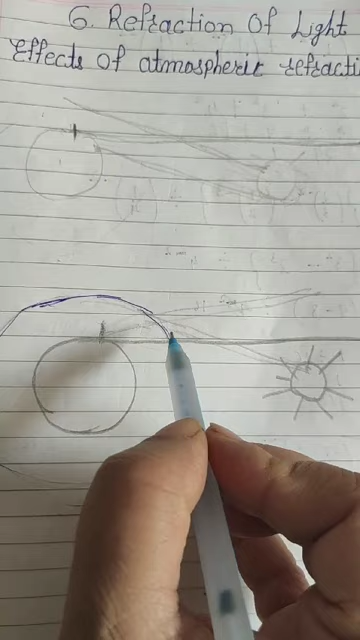 6. Refraction Of Light
Effects of atmospheric refracti